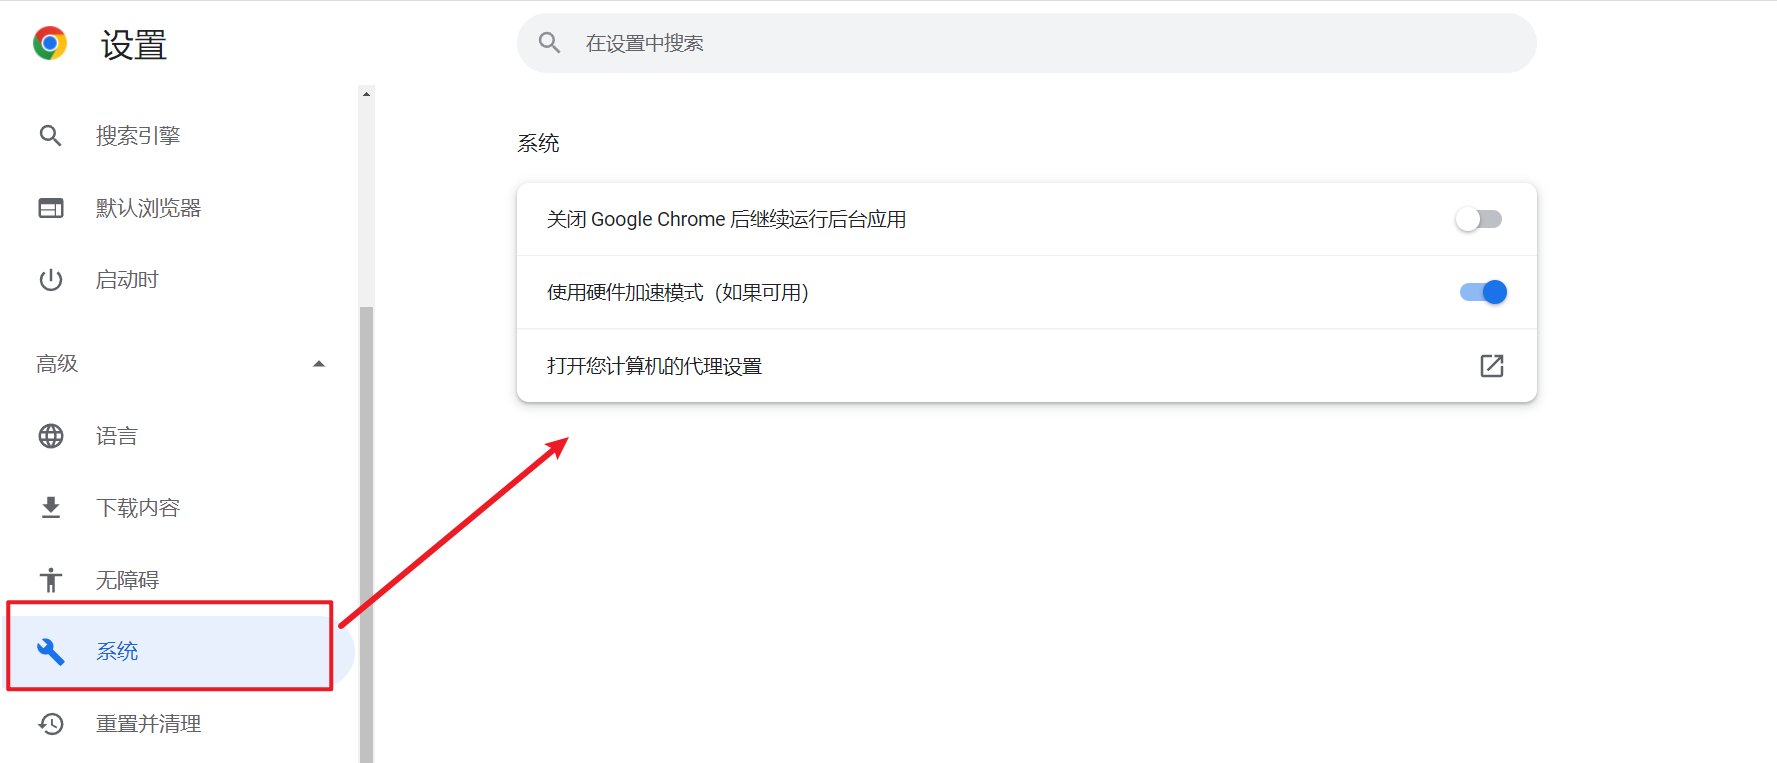 设置
在设置中搜索
搜索引擎
默认浏览器
启动时
高级
语言
下载内容
无障碍
系统
重置并清理
系统
关闭 Google Chrome 后继续运行后台应用
使用硬件加速模式（如果可用）
打开您计算机的代理设置